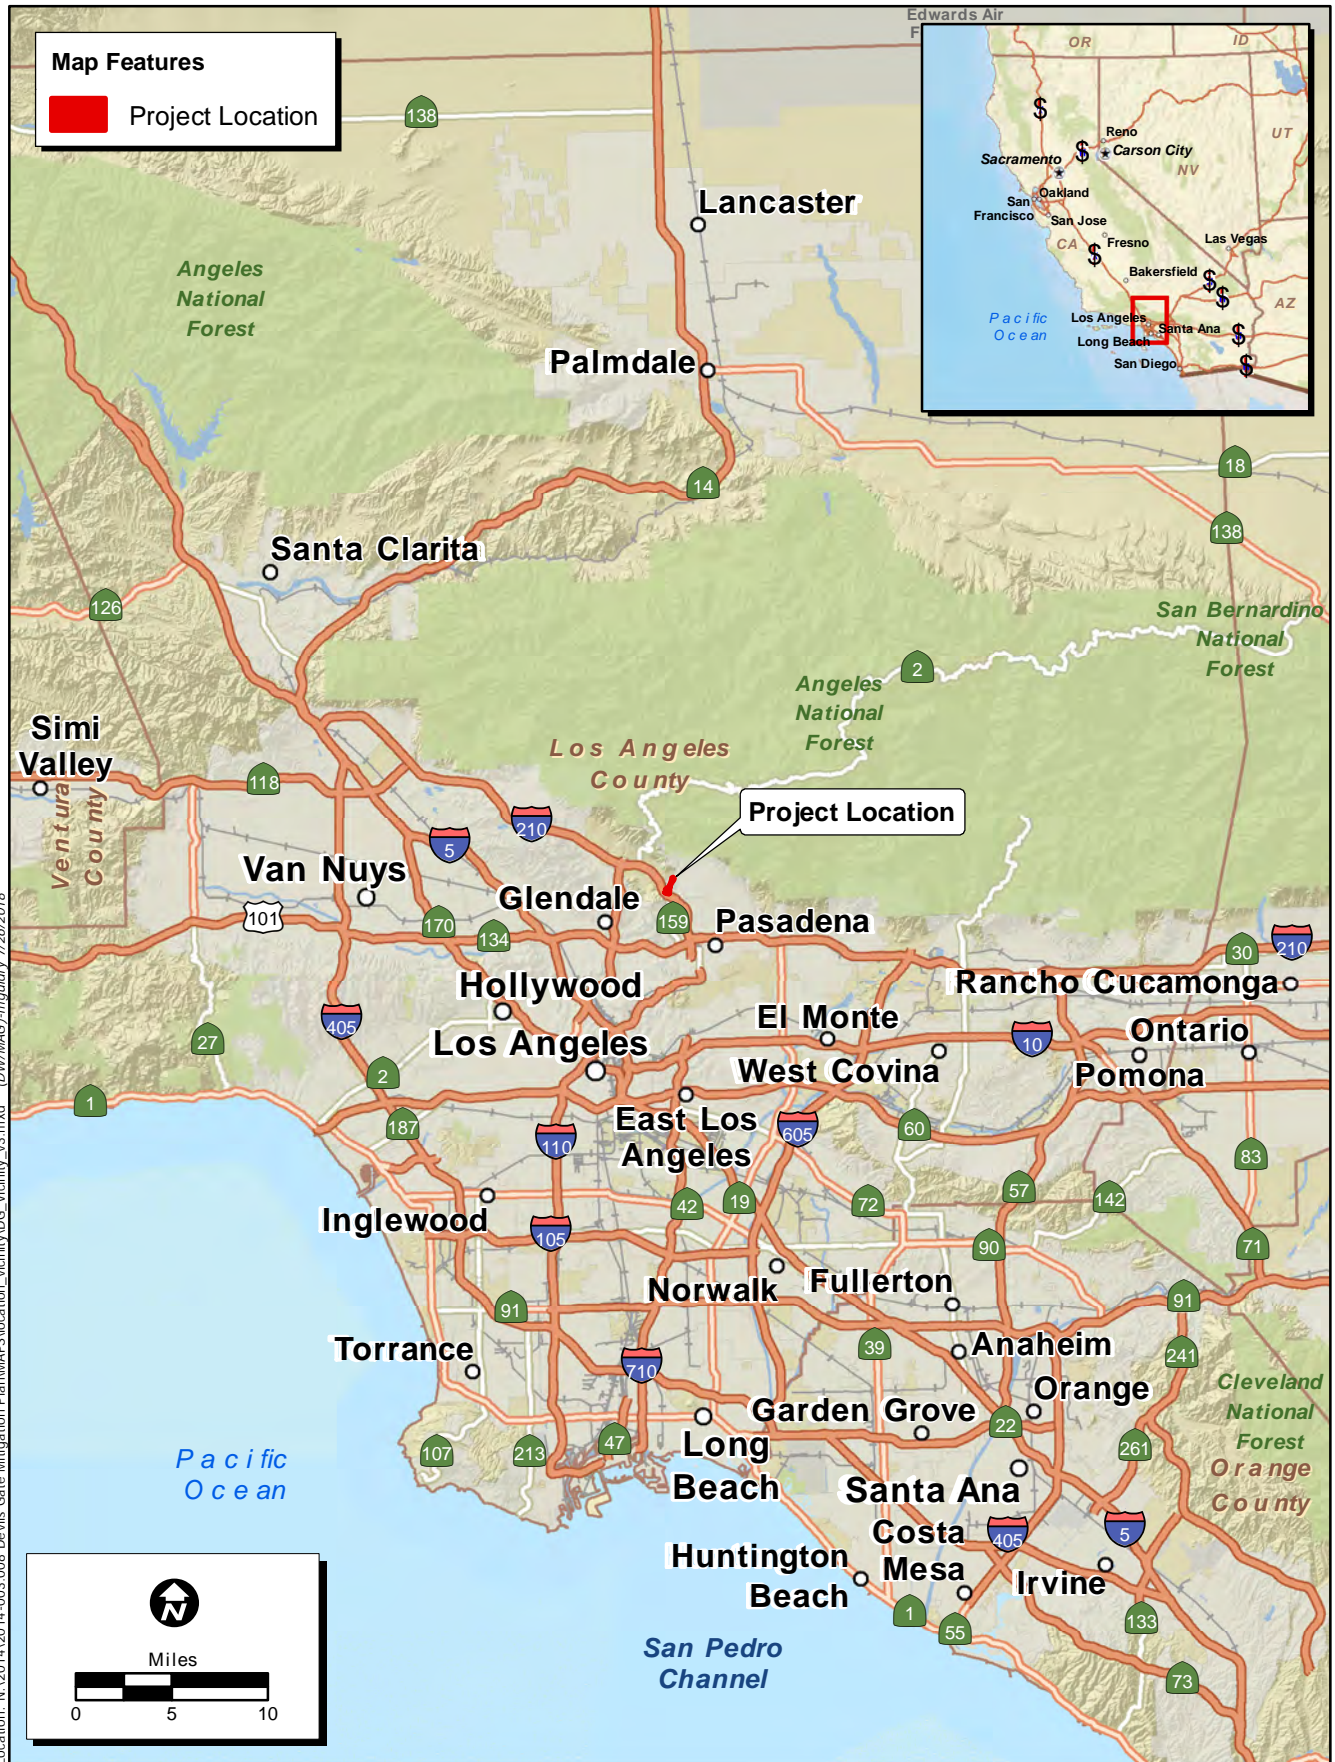 Edwards Air
Map Features
Project Location
OR
ID
Reno
Carson City
UT
Sacramento
NV
Oakland
San
Francisco
San Jose
CA
Fresno
Las Vegas
Bakersfield
AZ
Pacific
Ocean
Los Angeles
Santa Ana
Long Beach
San Diego
$
$
$
$
$
$
$
138
Lancaster
Angeles
National
Forest
Palmdale
18
14
138
Santa Clarita
126
San Bernardino
National
Forest
2
Angeles
National
Forest
Simi
Valley
Los Angeles
County
118
Ventura
County
Project Location
210
5
Van Nuys
Glendale
101
170
134
159
Pasadena
30
210
Hollywood
Rancho Cucamonga
405
27
El Monte
10
Ontario
Los Angeles
West Covina
Pomona
2
1
187
110
East Los
Angeles
605
60
83
57
142
42
19
72
Inglewood
105
90
71
Norwalk
Fullerton
91
91
Torrance
39
Anaheim
241
710
Orange
Cleveland
National
Forest
Garden Grove
22
107
213
47
Long
Beach
261
Orange
County
Pacific
Ocean
Santa Ana
Costa
Mesa
405
5
Huntington
Beach
Irvine
1
55
133
San Pedro
Channel
73
N
Miles
0 5 10